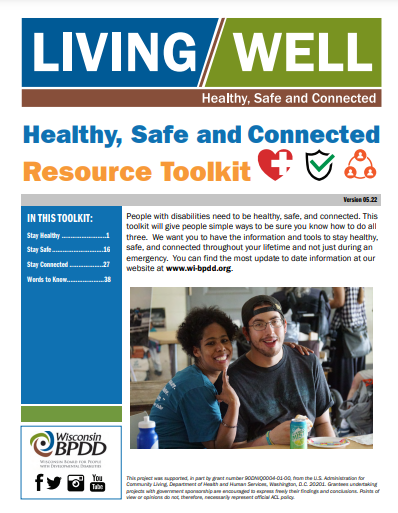 LIVING/WELL
Healthy, Safe and Connected
Healthy, Safe and Connected
Resource Toolkit
Version 05.22
IN THIS TOOLKIT:
Stay Healthy ........................1
Stay Safe ............................16
Stay Connected ..................27
Words to Know....................38
People with disabilities need to be healthy, safe, and connected. This
toolkit will give people simple ways to be sure you know how to do all
three. We want you to have the information and tools to stay healthy,
safe, and connected throughout your lifetime and not just during an
emergency. You can find the most update to date information at our
website at www.wi-bpdd.org.
Wisconsin
BPDD
WISCONSIN BOARD FOR PEOPLE
WITH DEVELOPMENTAL DISABILITIES
You
Tube
This project was supported, in part by grant number 90DNIQ0004-01-00, from the U.S. Administration for
Community Living, Department of Health and Human Services, Washington, D.C. 20201. Grantees undertaking
projects with government sponsorship are encouraged to express freely their findings and conclusions. Points of
view or opinions do not, therefore, necessarily represent official ACL policy.